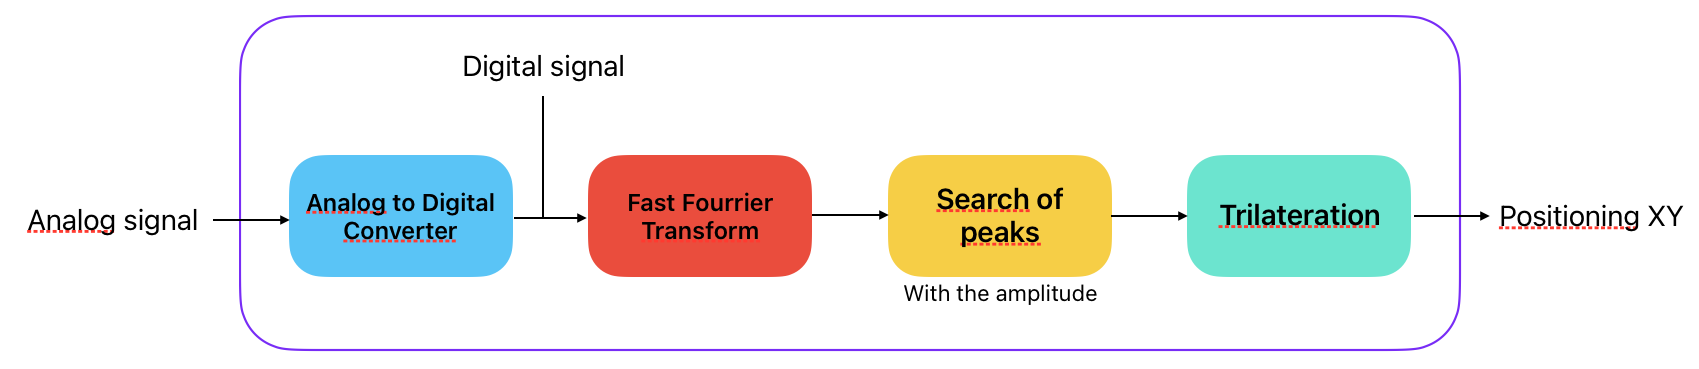 Digital signal
Analog signal
Analog to Digital
Converter
Fast Fourrier
Transform
Search of
peaks
With the amplitude
Trilateration
Positioning XY